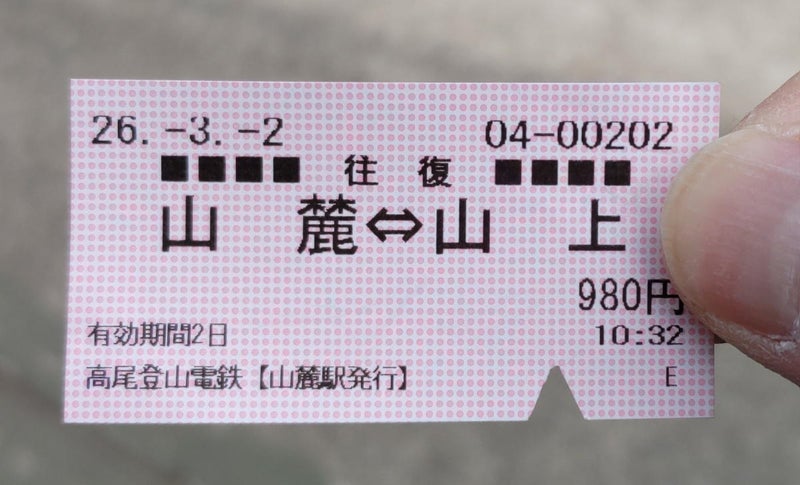 26.-3.-2 04-00202
■■■■ 往復 ■■■■
山麓⇔山上
980円
有効期間2日 10:32
高尾登山電鉄【山麓駅発行】 E